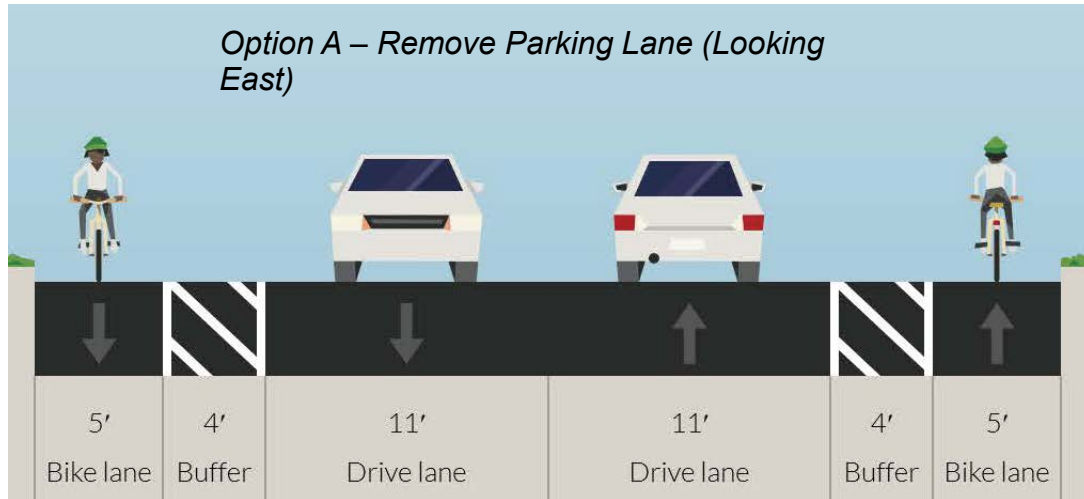 Option A – Remove Parking Lane (Looking
East)
5′ 4′ 11′ 11′ 4′ 5′
Bike lane Buffer Drive lane Drive lane Buffer Bike lane